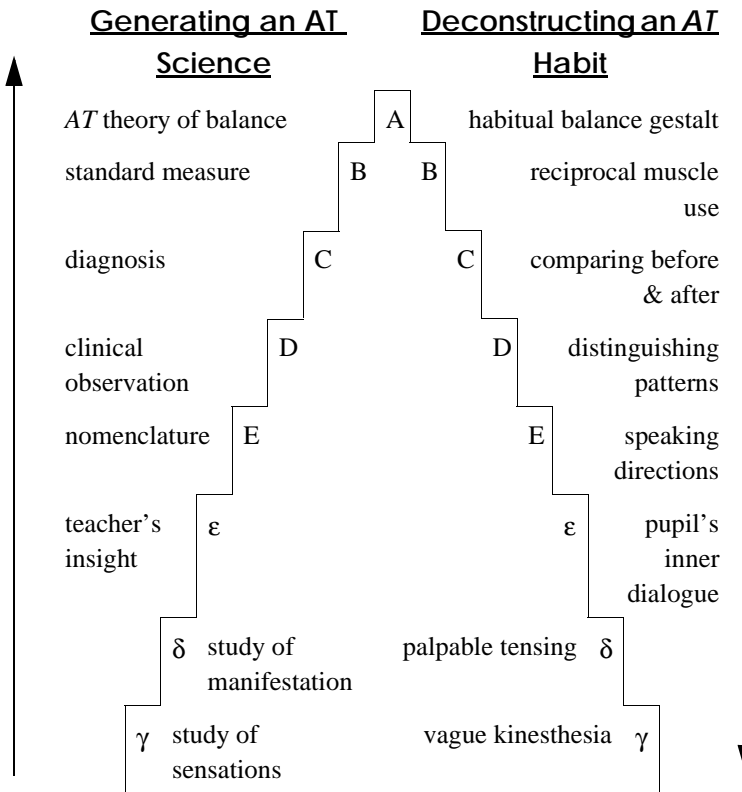 Generating an AT
Science
Deconstructing an AT
Habit
AT theory of balance
A
habitual balance gestalt
standard measure
B
B
reciprocal muscle
use
diagnosis
C
C
comparing before
& after
clinical
observation
D
D
distinguishing
patterns
nomenclature
E
E
speaking
directions
teacher’s
insight
ε
ε
pupil’s
inner
dialogue
δ
study of
manifestation
palpable tensing
δ
γ
study of
sensations
vague kinesthesia
γ